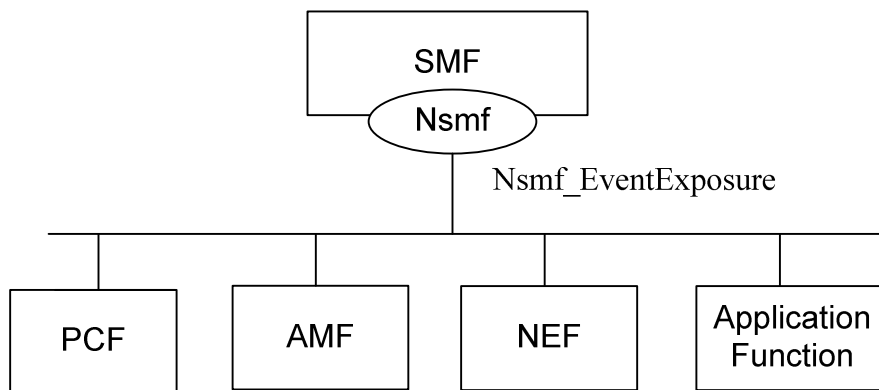 SMF
Nsmf
Nsmf_EventExposure
PCF
AMF
NEF
Application
Function